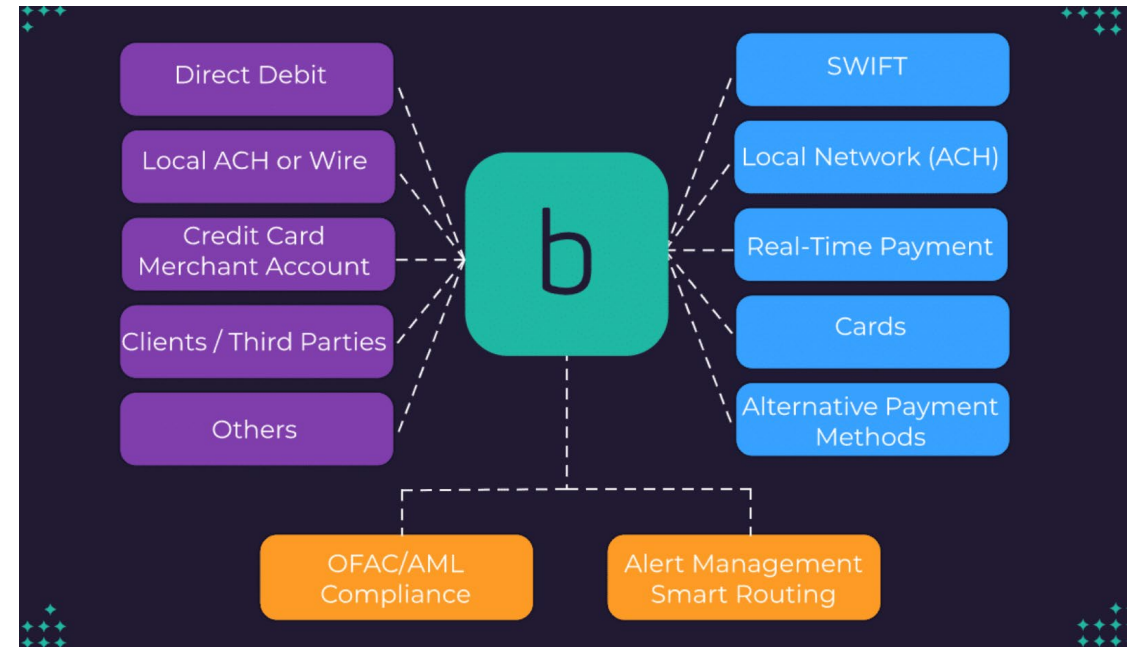 Direct Debit
Local ACH or Wire
Credit Card
Merchant Account
Clients / Third Parties
Others
b
SWIFT
Local Network (ACH)
Real-Time Payment
Cards
Alternative Payment
Methods
OFAC/AML
Compliance
Alert Management
Smart Routing